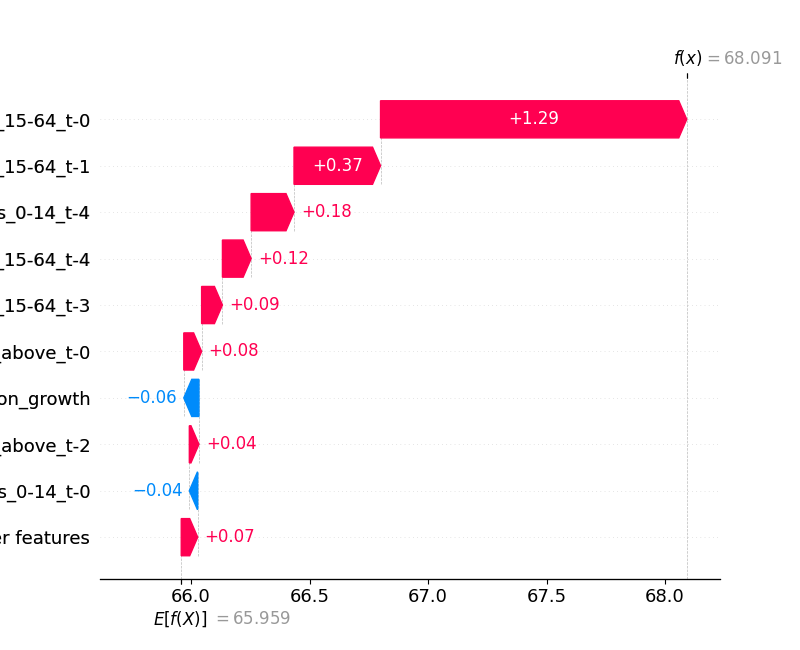 f(x) = 68.091
_15-64_t-0
+1.29
_15-64_t-1
+0.37
s_0-14_t-4
+0.18
_15-64_t-4
+0.12
_15-64_t-3
+0.09
above_t-0
+0.08
on_growth
−0.06
above_t-2
+0.04
s_0-14_t-0
−0.04
er features
+0.07
66.0 66.5 67.0 67.5 68.0
E[f(X)] = 65.959